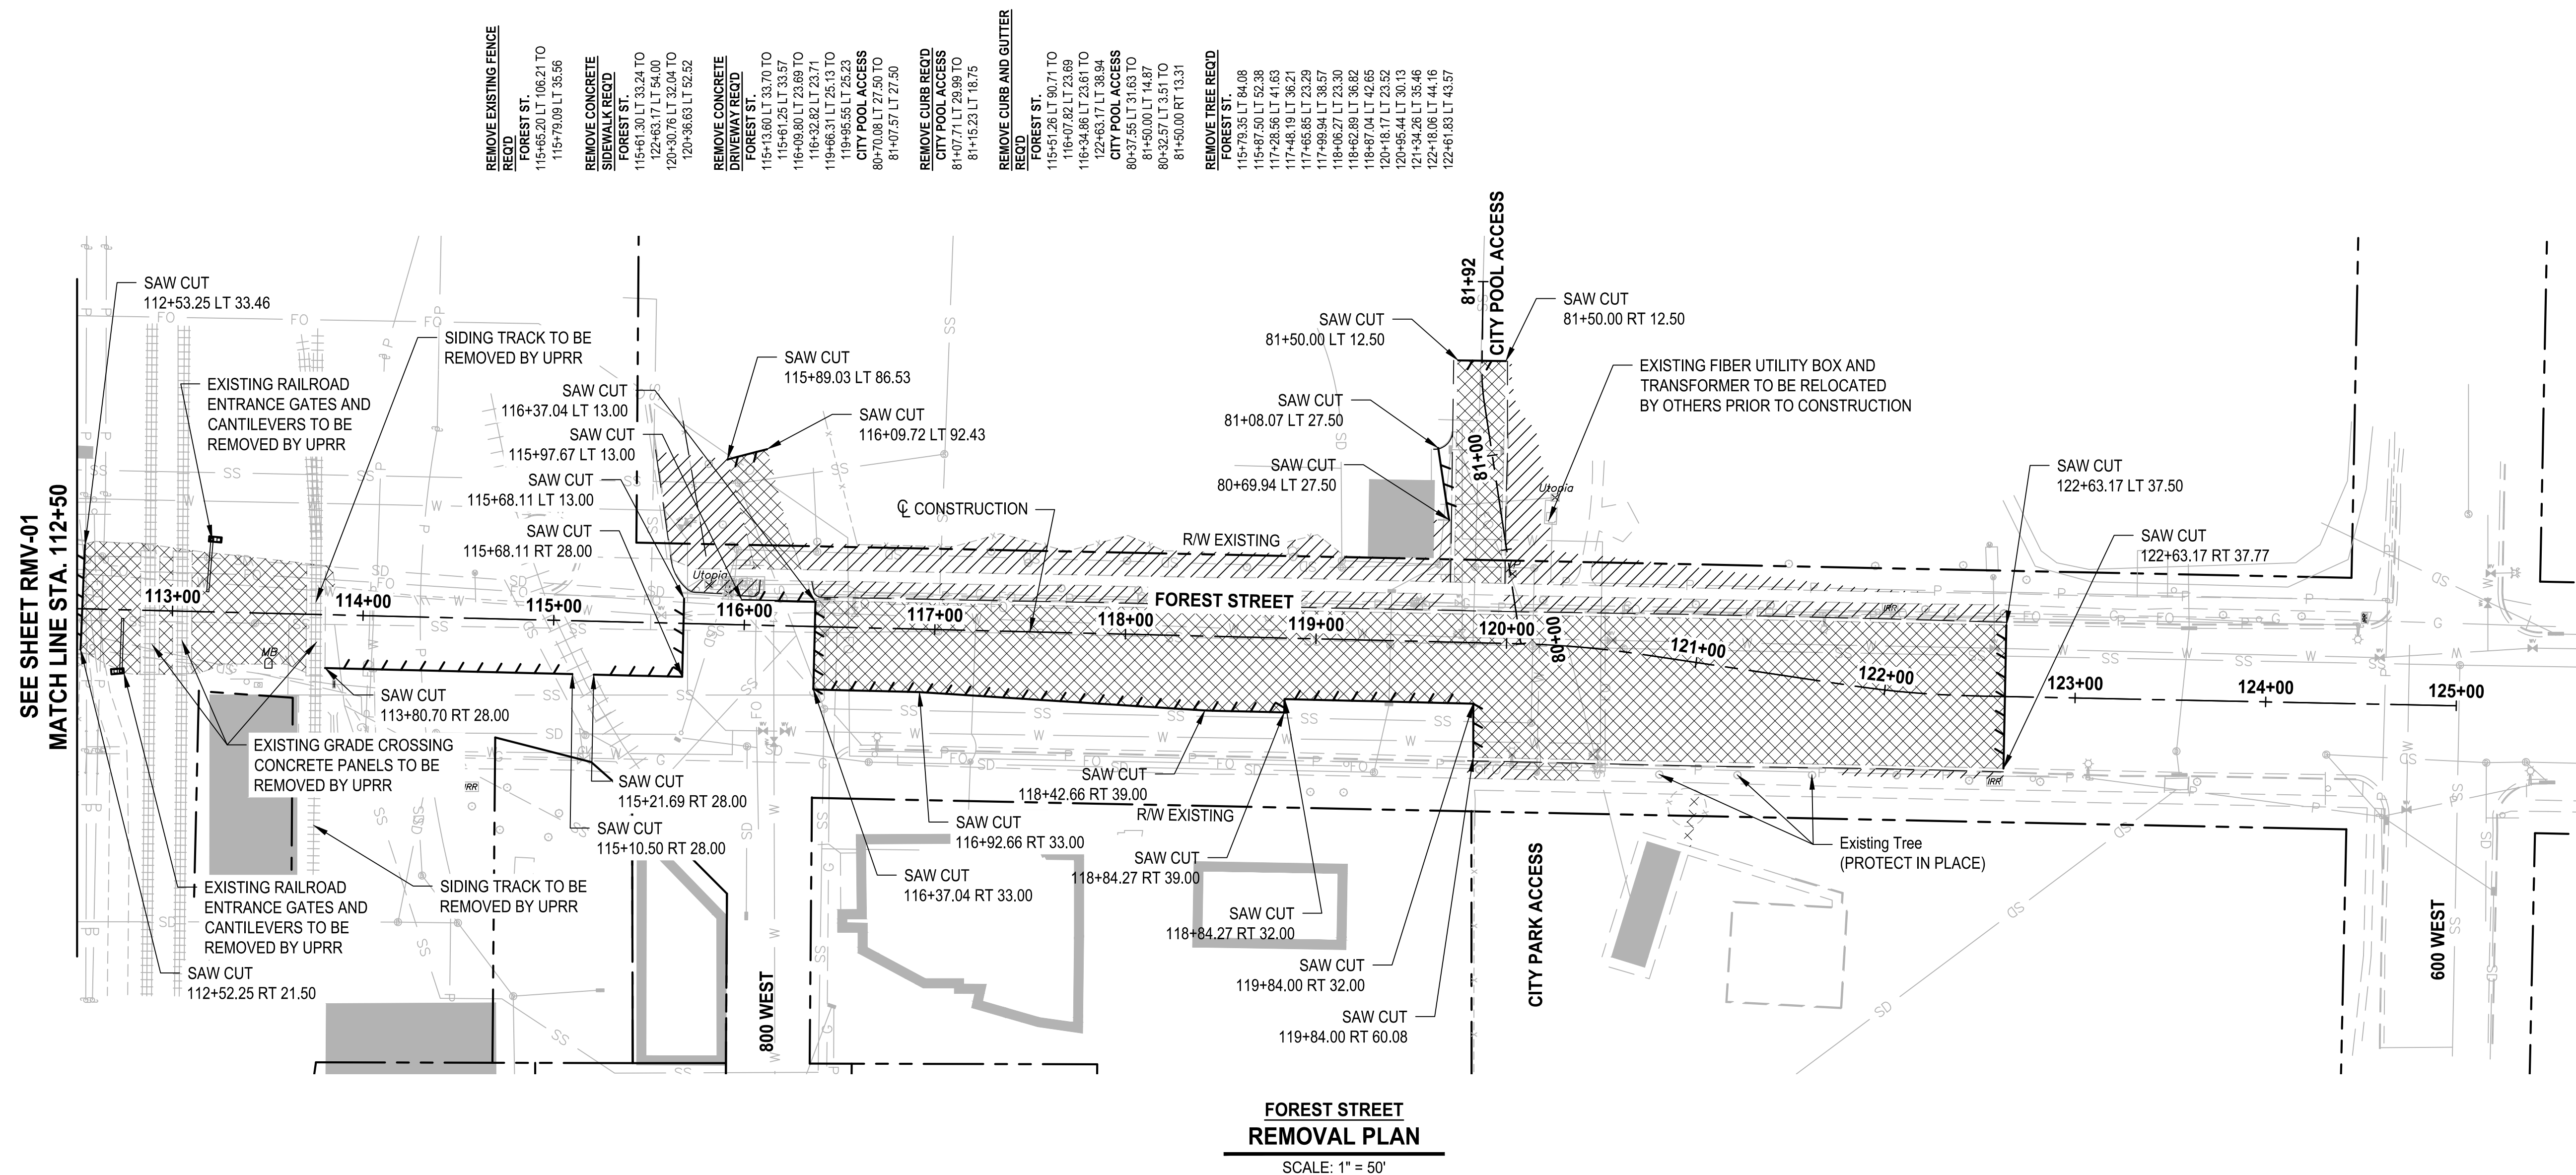 REMOVE EXISTING FENCE
REQ'D
FOREST ST.
115+65.20 LT 106.21 TO
115+79.09 LT 35.56
REMOVE CONCRETE
SIDEWALK REQ'D
FOREST ST.
115+61.30 LT 33.24 TO
122+63.17 LT 54.00
120+30.76 LT 32.04 TO
120+36.63 LT 52.52
REMOVE CONCRETE
DRIVEWAY REQ'D
FOREST ST.
115+13.60 LT 33.70 TO
115+61.25 LT 33.57
116+09.80 LT 23.69 TO
116+32.82 LT 23.71
119+66.31 LT 25.13 TO
119+95.55 LT 25.23
CITY POOL ACCESS
80+70.08 LT 27.50 TO
81+07.57 LT 27.50
REMOVE CURB REQ'D
CITY POOL ACCESS
81+07.71 LT 29.99 TO
81+15.23 LT 18.75
REMOVE CURB AND GUTTER
REQ'D
FOREST ST.
115+51.26 LT 90.71 TO
116+07.82 LT 23.69
116+34.86 LT 23.61 TO
122+63.17 LT 38.94
CITY POOL ACCESS
80+37.55 LT 31.63 TO
81+50.00 LT 14.87
80+32.57 LT 3.51 TO
81+50.00 RT 13.31
REMOVE TREE REQ'D
FOREST ST.
115+79.35 LT 84.08
115+87.50 LT 52.38
117+28.56 LT 41.63
117+48.19 LT 36.21
117+65.85 LT 23.29
117+99.94 LT 38.57
118+06.27 LT 23.30
118+62.89 LT 36.82
118+87.04 LT 42.65
120+18.17 LT 23.52
120+95.44 LT 30.13
121+34.26 LT 35.46
122+18.06 LT 44.16
122+61.83 LT 43.57
SEE SHEET RMV-01
MATCH LINE STA. 112+50
SAW CUT
112+53.25 LT 33.46
EXISTING RAILROAD
ENTRANCE GATES AND
CANTILEVERS TO BE
REMOVED BY UPRR
SIDING TRACK TO BE
REMOVED BY UPRR
SAW CUT
116+37.04 LT 13.00
SAW CUT
115+97.67 LT 13.00
SAW CUT
115+68.11 LT 13.00
SAW CUT
115+68.11 RT 28.00
SAW CUT
115+89.03 LT 86.53
SAW CUT
116+09.72 LT 92.43
℄ CONSTRUCTION
R/W EXISTING
SAW CUT
81+50.00 LT 12.50
SAW CUT
81+08.07 LT 27.50
SAW CUT
80+69.94 LT 27.50
81+92
CITY POOL ACCESS
81+00
80+00
SAW CUT
81+50.00 RT 12.50
EXISTING FIBER UTILITY BOX AND
TRANSFORMER TO BE RELOCATED
BY OTHERS PRIOR TO CONSTRUCTION
Utopia
Utopia
SAW CUT
122+63.17 LT 37.50
SAW CUT
122+63.17 RT 37.77
FOREST STREET
113+00
114+00
115+00
116+00
117+00
118+00
119+00
120+00
121+00
122+00
123+00
124+00
125+00
MB
IRR
IRR
IRR
SAW CUT
113+80.70 RT 28.00
EXISTING GRADE CROSSING
CONCRETE PANELS TO BE
REMOVED BY UPRR
SAW CUT
115+21.69 RT 28.00
SAW CUT
115+10.50 RT 28.00
EXISTING RAILROAD
ENTRANCE GATES AND
CANTILEVERS TO BE
REMOVED BY UPRR
SIDING TRACK TO BE
REMOVED BY UPRR
SAW CUT
112+52.25 RT 21.50
800 WEST
SAW CUT
118+42.66 RT 39.00
R/W EXISTING
SAW CUT
116+92.66 RT 33.00
SAW CUT
116+37.04 RT 33.00
SAW CUT
118+84.27 RT 39.00
SAW CUT
118+84.27 RT 32.00
SAW CUT
119+84.00 RT 32.00
SAW CUT
119+84.00 RT 60.08
CITY PARK ACCESS
Existing Tree
(PROTECT IN PLACE)
600 WEST
FOREST STREET
REMOVAL PLAN
SCALE: 1" = 50'